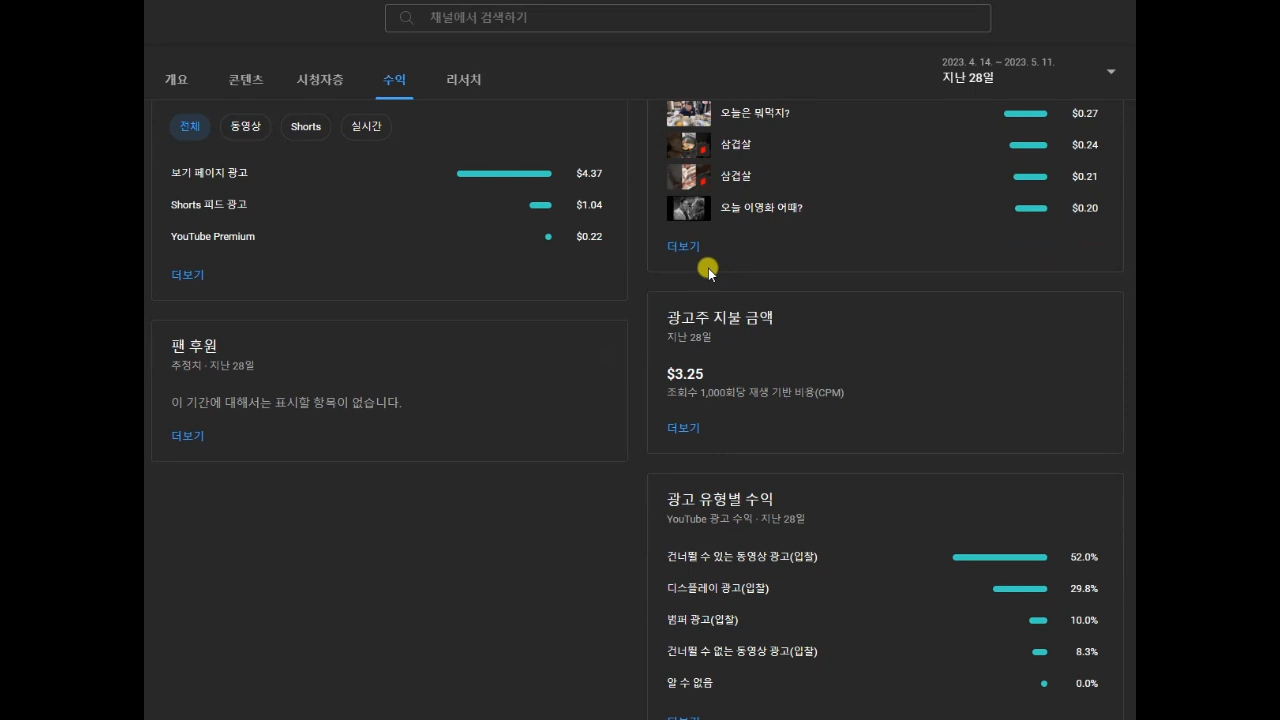 채널에서 검색하기
개요
콘텐츠
시청자층
수익
리서치
2023. 4. 14. ~ 2023. 5. 11.
지난 28일
전체
동영상
Shorts
실시간
보기 페이지 광고 $4.37
Shorts 피드 광고 $1.04
YouTube Premium $0.22
더보기
팬 후원
추정치 · 지난 28일
이 기간에 대해서는 표시할 항목이 없습니다.
더보기
오늘은 뭐먹지? $0.27
삼겁살 $0.24
삼겁살 $0.21
오늘 이영화 어때? $0.20
더보기
광고주 지불 금액
지난 28일
$3.25
조회수 1,000회당 재생 기반 비용(CPM)
더보기
광고 유형별 수익
YouTube 광고 수익 · 지난 28일
건너뛸 수 있는 동영상 광고(입찰) 52.0%
디스플레이 광고(입찰) 29.8%
범퍼 광고(입찰) 10.0%
건너뛸 수 없는 동영상 광고(입찰) 8.3%
알 수 없음 0.0%